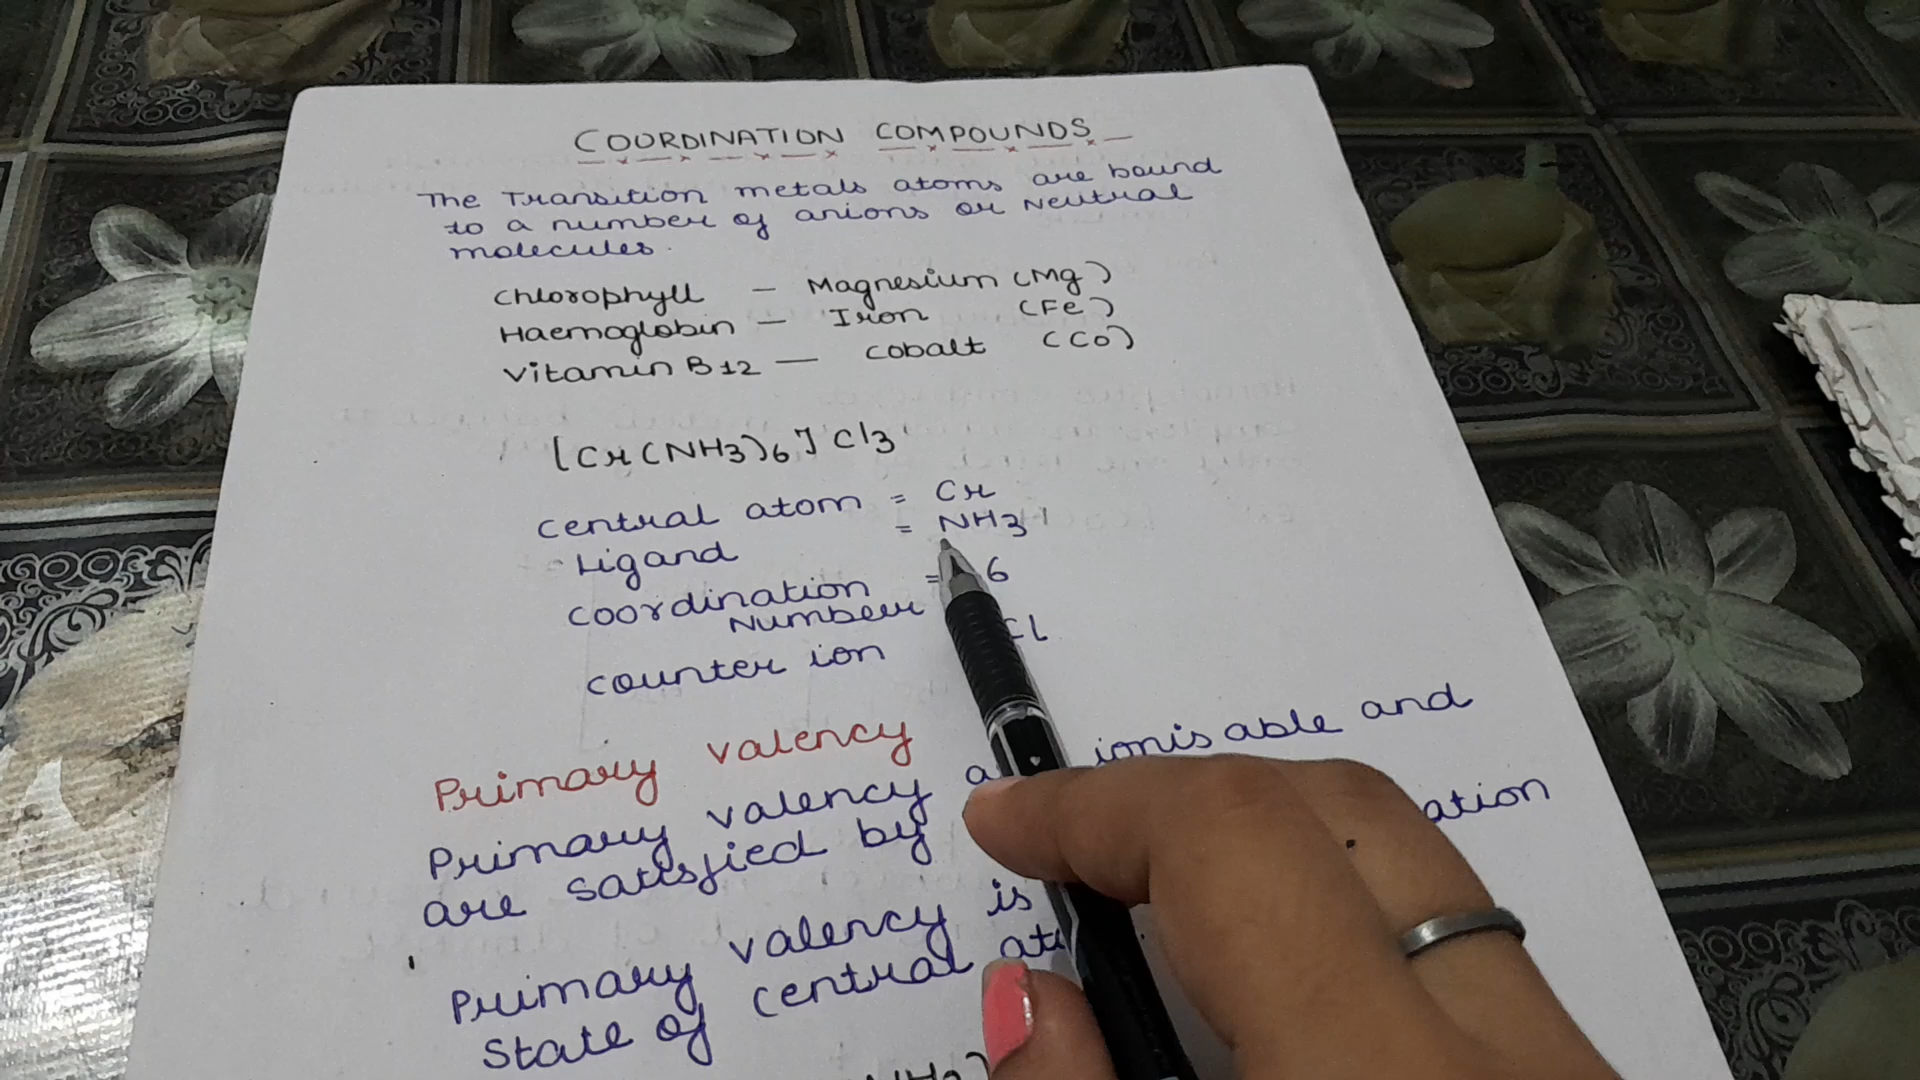 COORDINATION COMPOUNDS
The Transition metals atoms are bound
to a number of anions or Neutral
molecules.
Chlorophyll - Magnesium (Mg)
Haemoglobin - Iron (Fe)
Vitamin B12 - Cobalt (Co)
[Cr(NH3)6]Cl3
Central atom = Cr
Ligand = NH3
Coordination = 6
Number
Counter ion Cl
Primary valency
Primary valency ionisable and
are satisfied by
Primary valency is
state of central